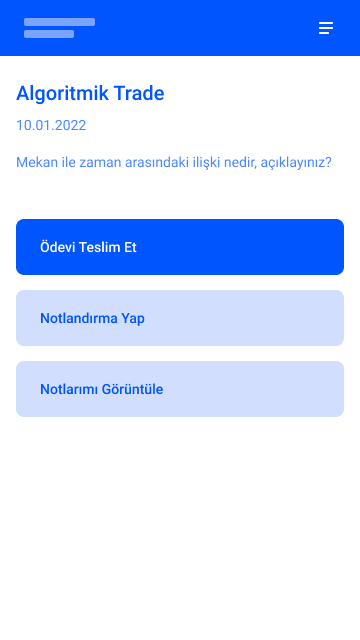 Algoritmik Trade
10.01.2022
Mekan ile zaman arasındaki ilişki nedir, açıklayınız?
Ödevi Teslim Et
Notlandırma Yap
Notlarımı Görüntüle